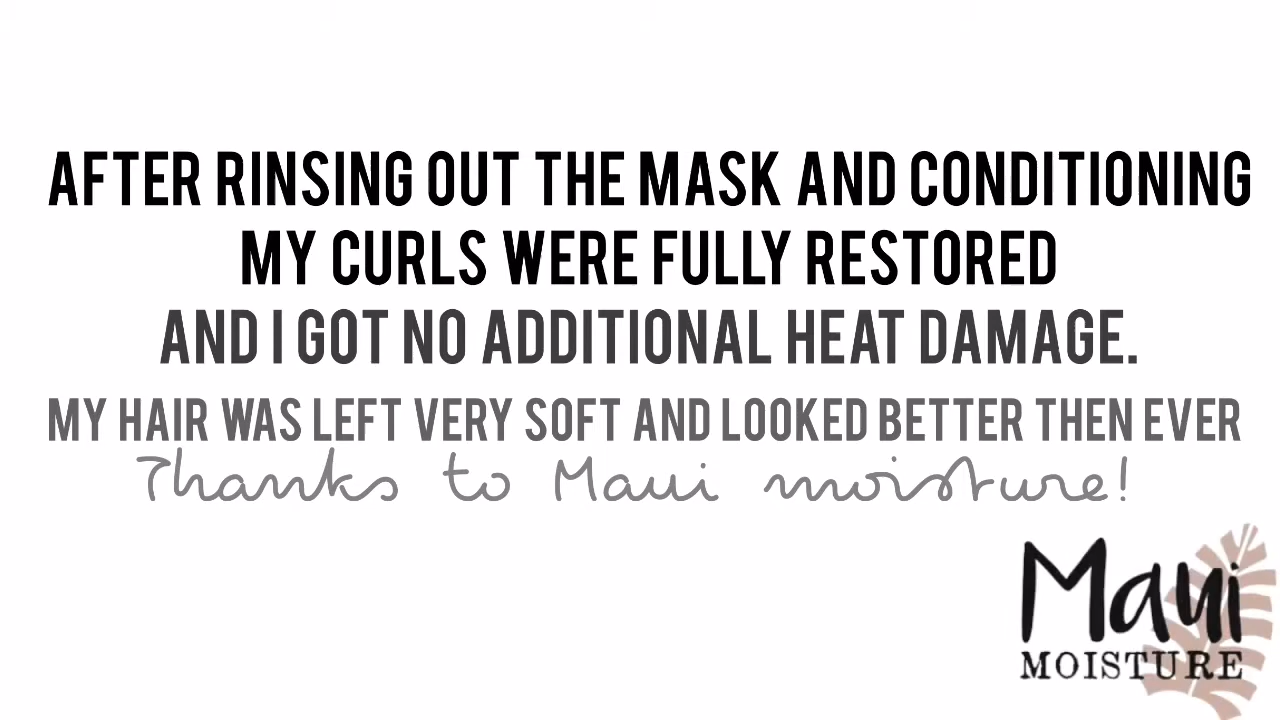 AFTER RINSING OUT THE MASK AND CONDITIONING
MY CURLS WERE FULLY RESTORED
AND I GOT NO ADDITIONAL HEAT DAMAGE.
MY HAIR WAS LEFT VERY SOFT AND LOOKED BETTER THEN EVER
Thanks to Maui moisture!
Maui
MOISTURE